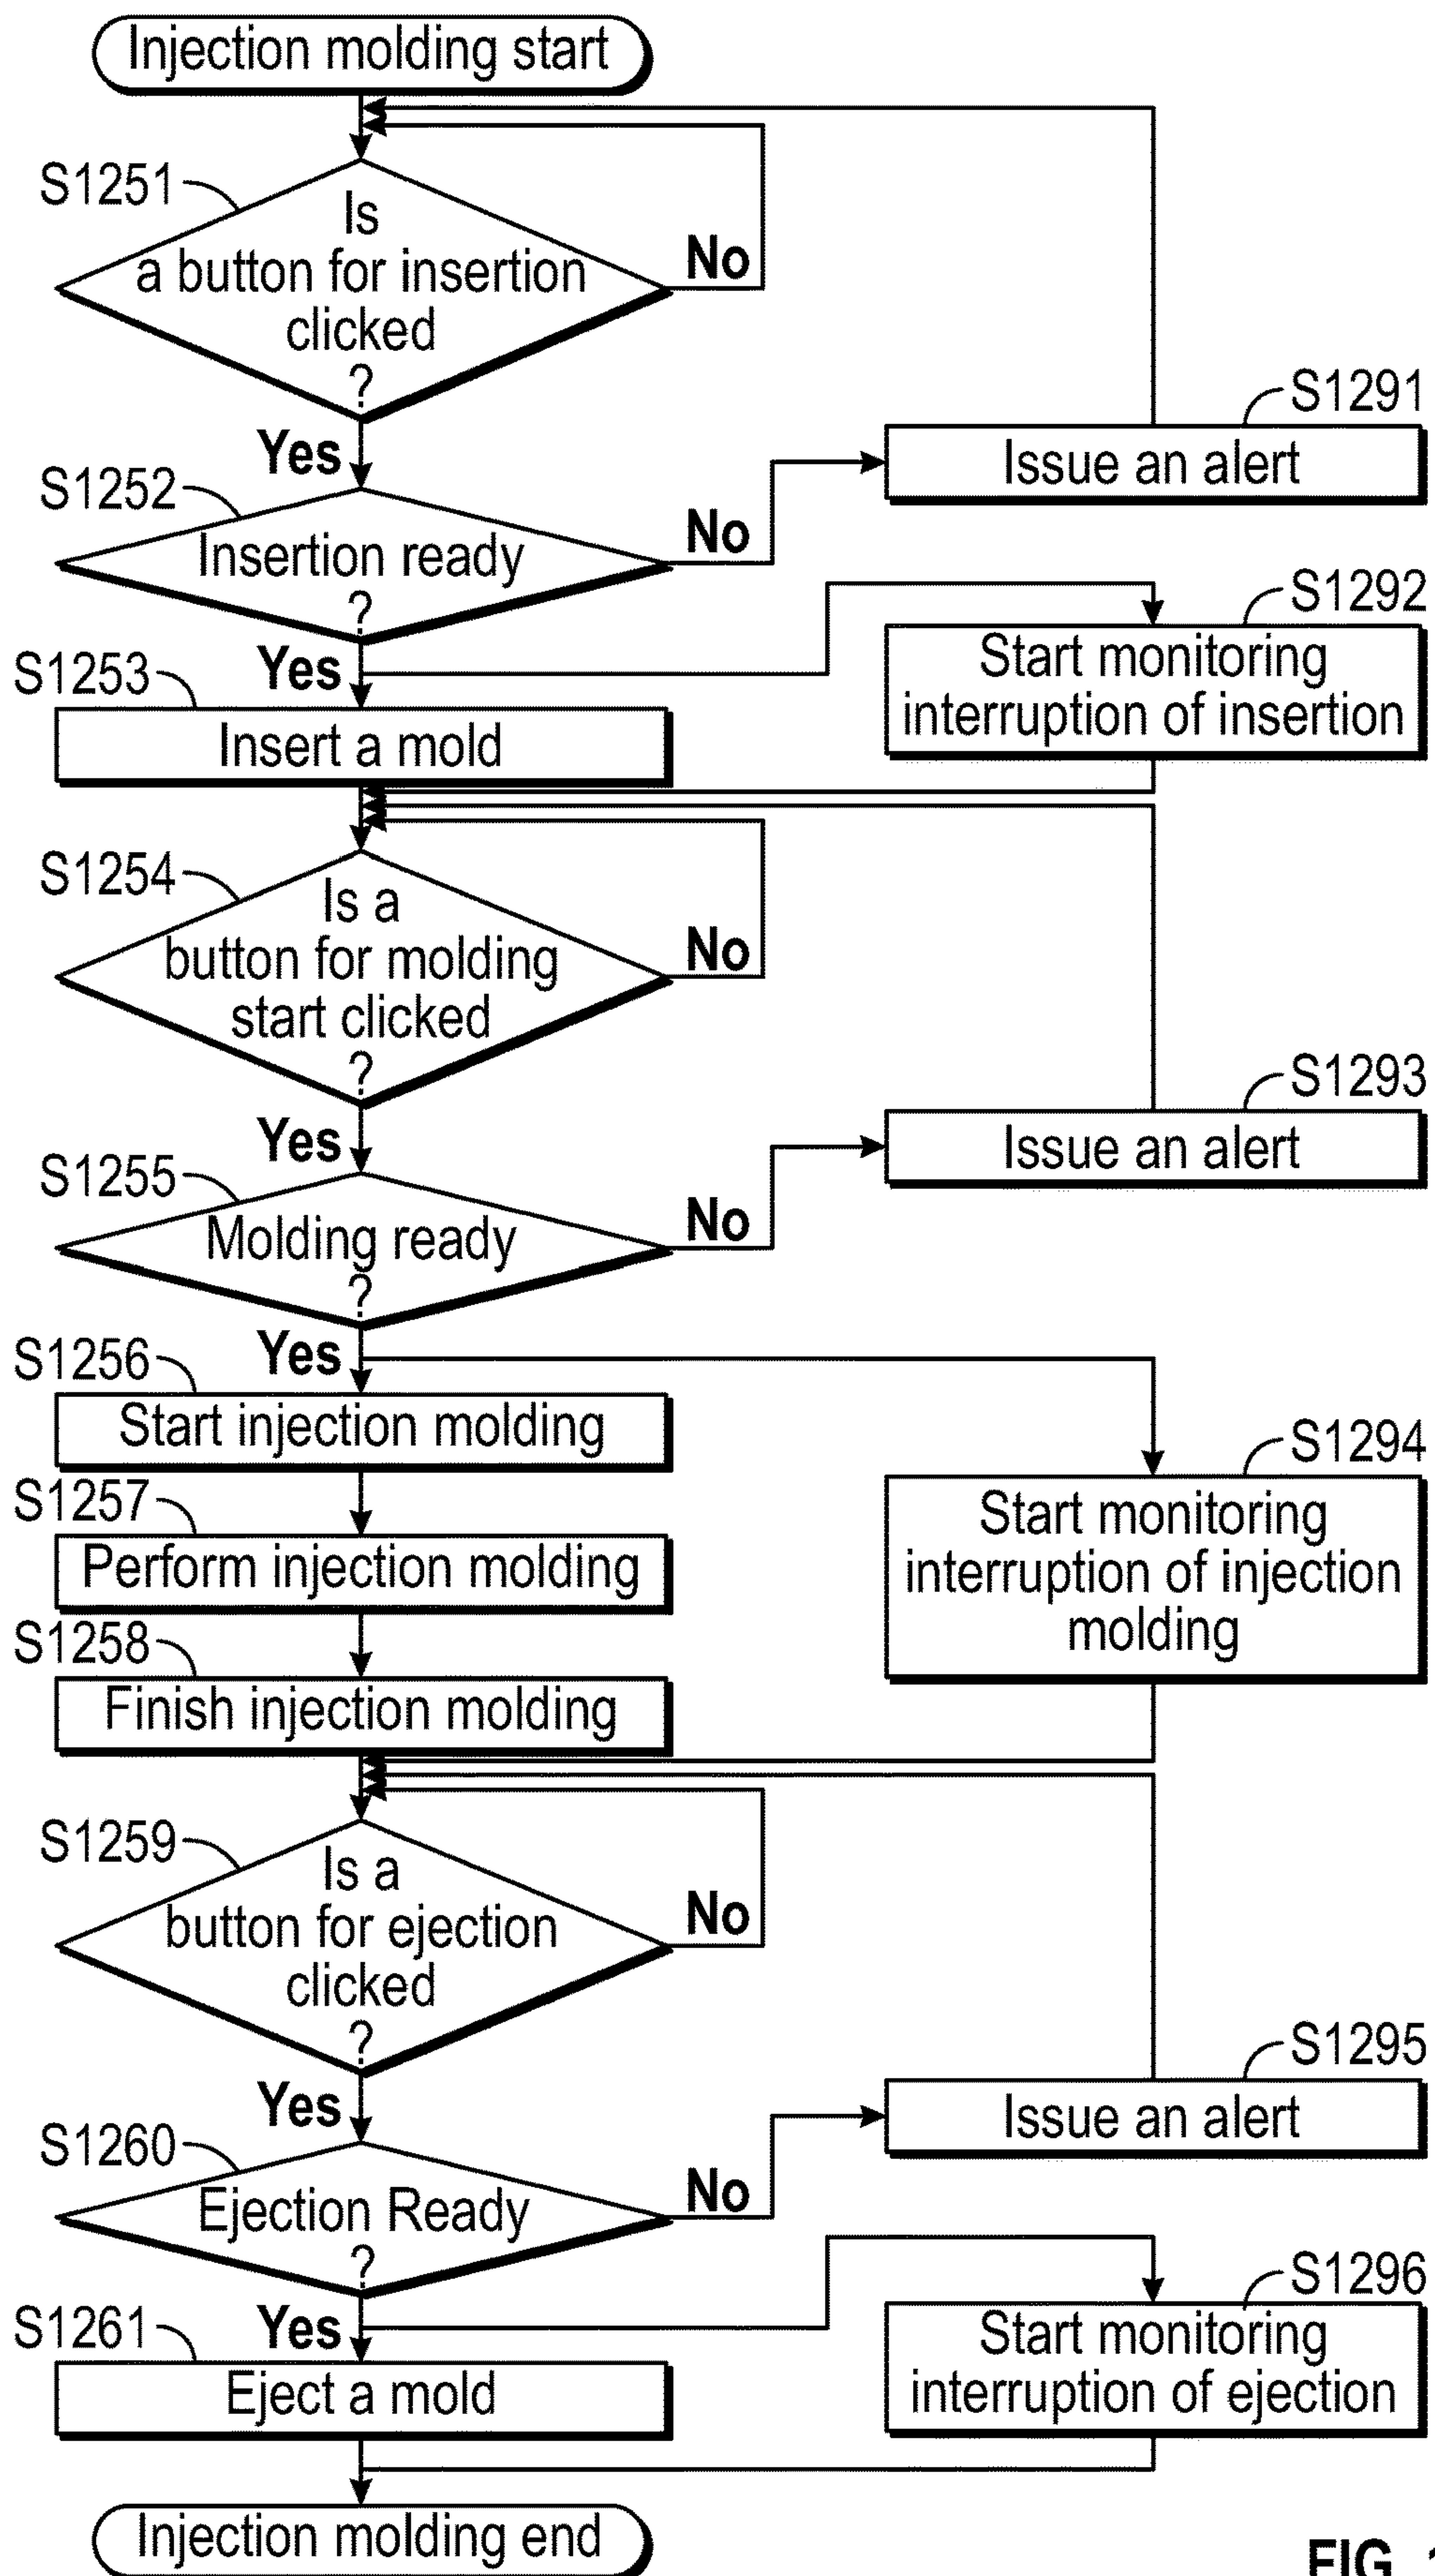 Injection molding start
S1251
Is
a button for insertion
clicked
?
No
Yes
S1291
Issue an alert
S1252
Insertion ready
?
No
Yes
S1292
Start monitoring
interruption of insertion
S1253
Insert a mold
S1254
Is a
button for molding
start clicked
?
No
Yes
S1293
Issue an alert
S1255
Molding ready
?
No
Yes
S1256
Start injection molding
S1294
Start monitoring
interruption of injection
molding
S1257
Perform injection molding
S1258
Finish injection molding
S1259
Is a
button for ejection
clicked
?
No
Yes
S1295
Issue an alert
S1260
Ejection Ready
?
No
Yes
S1296
Start monitoring
interruption of ejection
S1261
Eject a mold
Injection molding end
FIG.